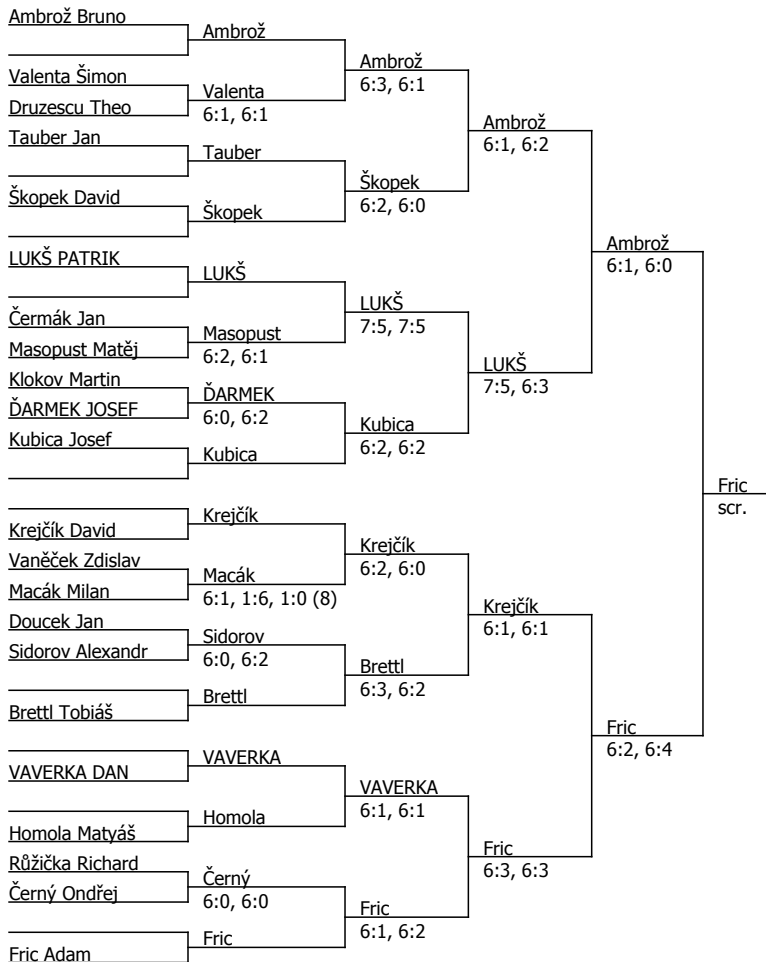 Ambrož Bruno
Valenta Šimon
Druzescu Theo
Tauber Jan
Škopek David
LUKŠ PATRIK
Čermák Jan
Masopust Matěj
Klokov Martin
ĎARMEK JOSEF
Kubica Josef
Krejčík David
Vaněček Zdislav
Macák Milan
Doucek Jan
Sidorov Alexandr
Brettl Tobiáš
VAVERKA DAN
Homola Matyáš
Růžička Richard
Černý Ondřej
Fric Adam
Ambrož
Valenta
6:1, 6:1
Tauber
Škopek
LUKŠ
Masopust
6:2, 6:1
ĎARMEK
6:0, 6:2
Kubica
Krejčík
Macák
6:1, 1:6, 1:0 (8)
Sidorov
6:0, 6:2
Brettl
VAVERKA
Homola
Černý
6:0, 6:0
Fric
Ambrož
6:3, 6:1
Škopek
6:2, 6:0
LUKŠ
7:5, 7:5
Kubica
6:2, 6:2
Krejčík
6:2, 6:0
Brettl
6:3, 6:2
VAVERKA
6:1, 6:1
Fric
6:1, 6:2
Ambrož
6:1, 6:2
LUKŠ
7:5, 6:3
Krejčík
6:1, 6:1
Fric
6:3, 6:3
Ambrož
6:1, 6:0
Fric
6:2, 6:4
Fric
scr.